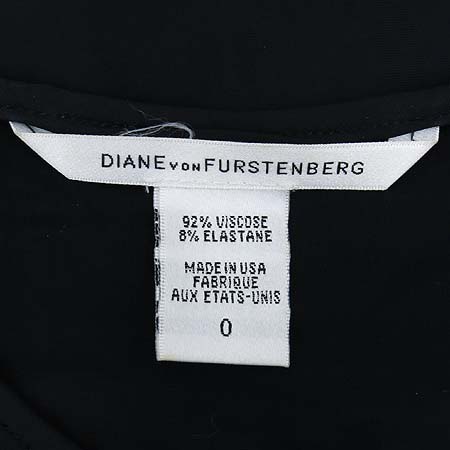 DIANE VON FURSTENBERG
92% VISCOSE
8% ELASTANE
MADE IN USA
FABRIQUE
AUX ETATS-UNIS
0